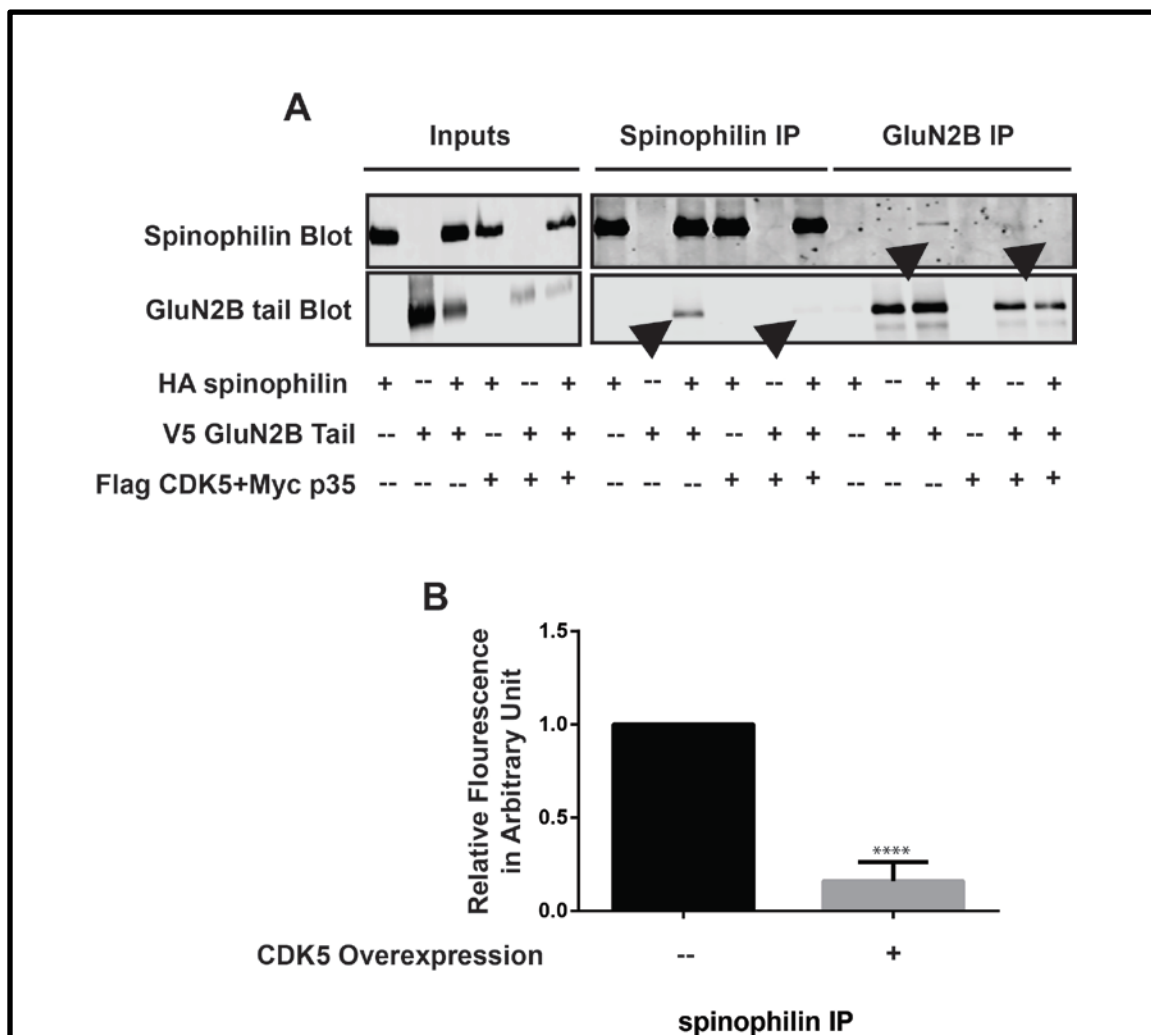 A
Inputs Spinophilin IP GluN2B IP
Spinophilin Blot
GluN2B tail Blot
HA spinophilin + -- + + -- + + -- + + -- + + -- + + -- +
V5 GluN2B Tail -- + + -- + + -- + + -- + + -- + + -- + +
Flag CDK5+Myc p35 -- -- -- + + + -- -- -- + + + -- -- -- + + +
B
Relative Flourescence
in Arbitrary Unit
1.5
1.0
0.5
0.0
****
CDK5 Overexpression -- +
spinophilin IP